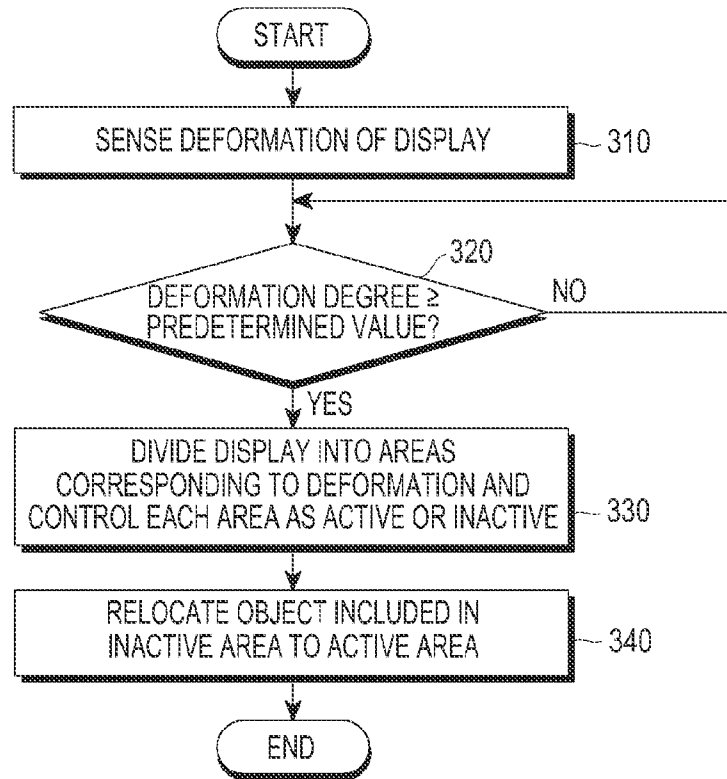 START
SENSE DEFORMATION OF DISPLAY
310
320
DEFORMATION DEGREE ≥
PREDETERMINED VALUE?
NO
YES
DIVIDE DISPLAY INTO AREAS
CORRESPONDING TO DEFORMATION AND
CONTROL EACH AREA AS ACTIVE OR INACTIVE
330
RELOCATE OBJECT INCLUDED IN
INACTIVE AREA TO ACTIVE AREA
340
END